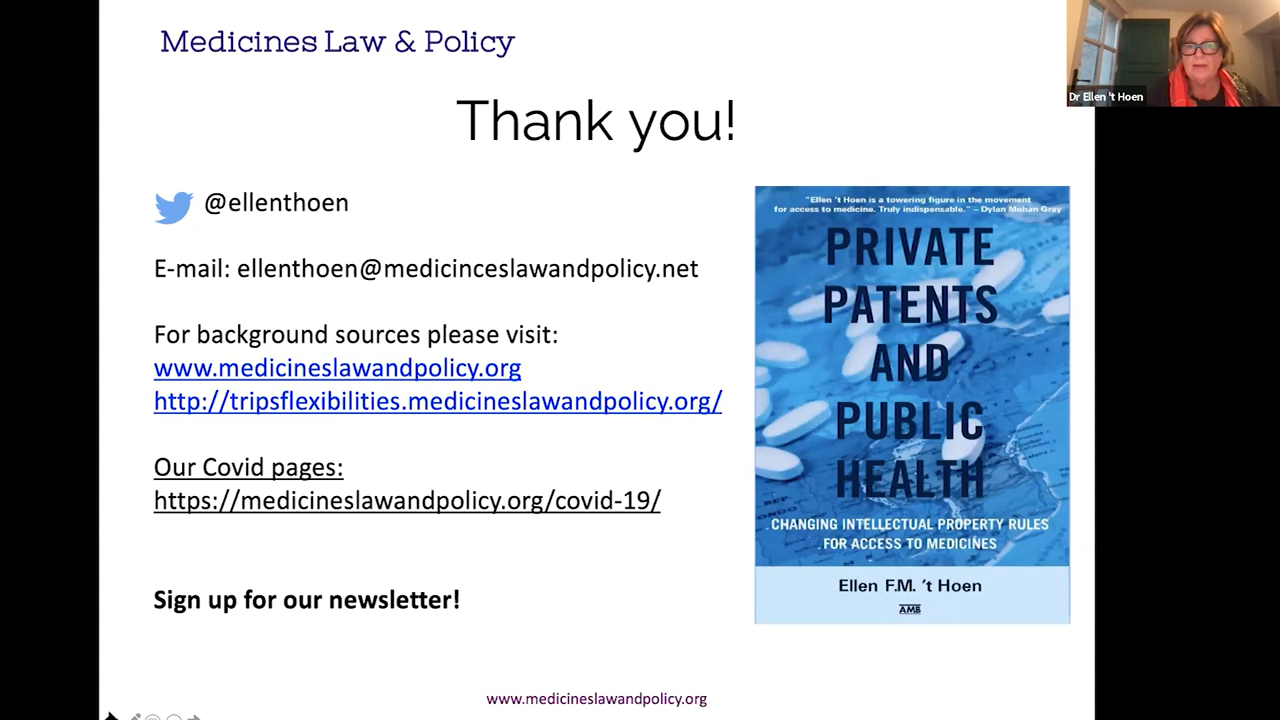 Medicines Law & Policy
Thank you!
Dr Ellen 't Hoen
@ellenthoen
E-mail: ellenthoen@medicinceslawandpolicy.net
For background sources please visit:
www.medicineslawandpolicy.org
http://tripsflexibilities.medicineslawandpolicy.org/
Our Covid pages:
https://medicineslawandpolicy.org/covid-19/
Sign up for our newsletter!
"Ellen 't Hoen is a towering figure in the movement
for access to medicine. Truly indispensable." – Dylan Mohan Gray
PRIVATE
PATENTS
AND
PUBLIC
HEALTH
CHANGING INTELLECTUAL PROPERTY RULES
FOR ACCESS TO MEDICINES
Ellen F.M. 't Hoen
AMB
www.medicineslawandpolicy.org